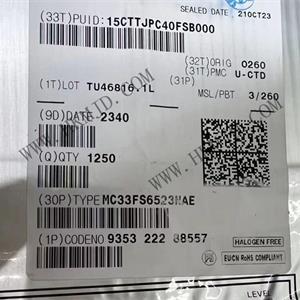 SEALED DATE: 21OCT23
(33T)PUID:15CTTJPC40FSB000
(32T)ORIG 0260
(31T)PMC U-CTD
(31P)
(1T)LOT TU46816.1L
MSL/PBT 3/260
(9D)DATE-2340
(Q)QTY 1250
(30P)TYPE MC33FS6523NAE
(1P)CODENO 9353 222 88557
HALOGEN FREE
EUCN RoHS COMPLIANT
LEVEL